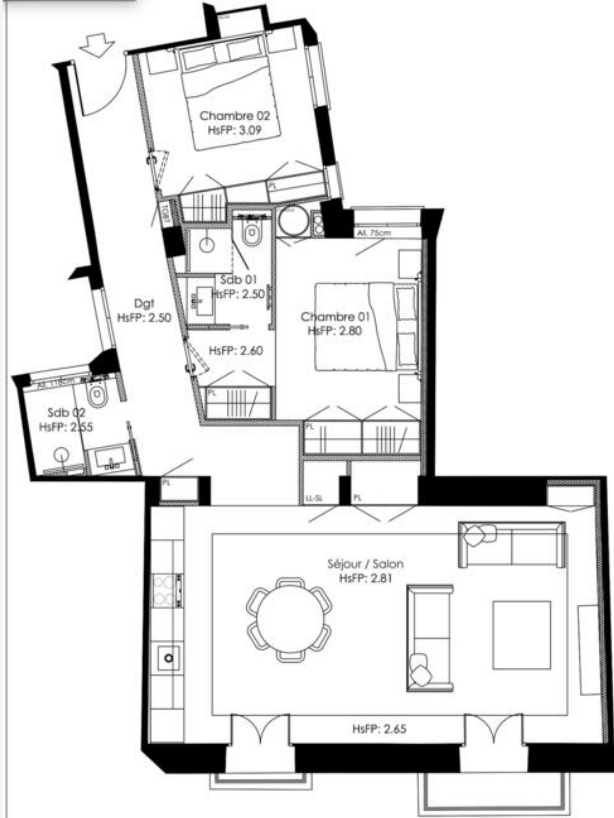 Chambre 02
HsFP: 3.09
PL
TGBT
All. 75cm
Sdb 01
HsFP: 2.50
Dgt
HsFP: 2.50
Chambre 01
HsFP: 2.80
HsFP: 2.60
PL
Sdb 02
HsFP: 2.55
PL
PL
LL-SL
PL
Séjour / Salon
HsFP: 2.81
HsFP: 2.65